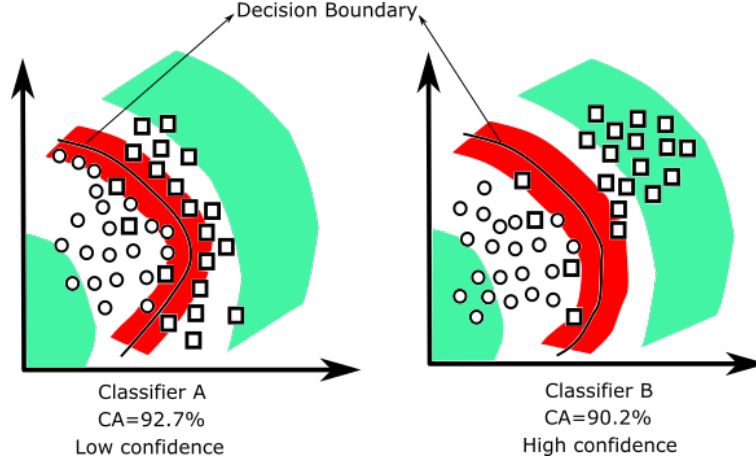 Decision Boundary
Classifier A
CA=92.7%
Low confidence
Classifier B
CA=90.2%
High confidence